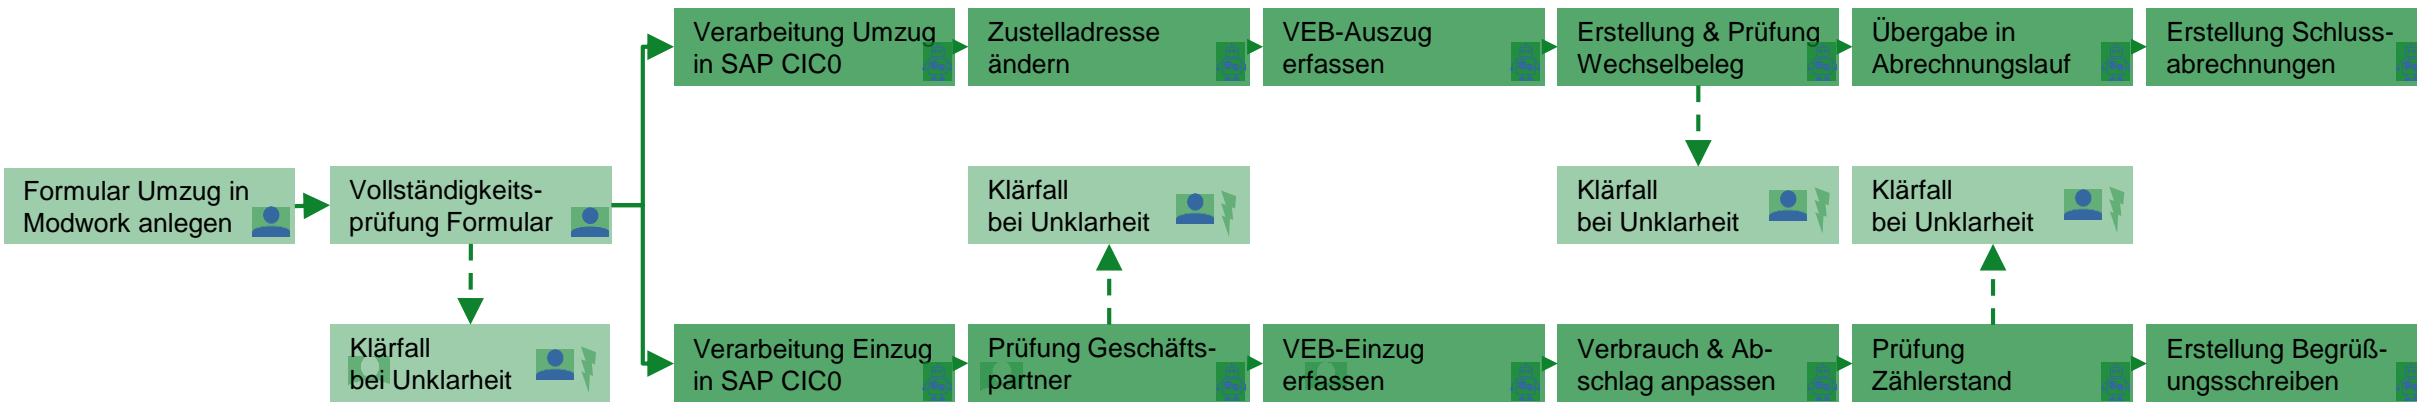 Verarbeitung Umzug
in SAP CIC0
Zustelladresse
ändern
VEB-Auszug
erfassen
Erstellung & Prüfung
Wechselbeleg
Übergabe in
Abrechnungslauf
Erstellung Schluss-
abrechnungen
Formular Umzug in
Modwork anlegen
Vollständigkeits-
prüfung Formular
Klärfall
bei Unklarheit
Klärfall
bei Unklarheit
Klärfall
bei Unklarheit
Klärfall
bei Unklarheit
Verarbeitung Einzug
in SAP CIC0
Prüfung Geschäfts-
partner
VEB-Einzug
erfassen
Verbrauch & Ab-
schlag anpassen
Prüfung
Zählerstand
Erstellung Begrüß-
ungsschreiben